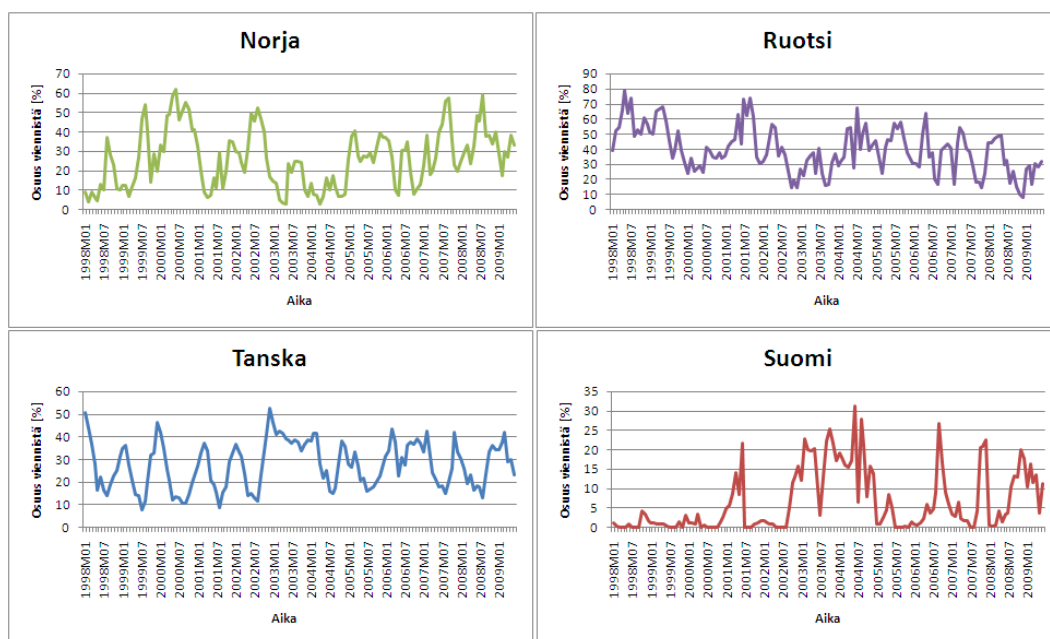 Norja
Osuus viennistä [%]
70
60
50
40
30
20
10
0
1998M01
1998M07
1999M01
1999M07
2000M01
2000M07
2001M01
2001M07
2002M01
2002M07
2003M01
2003M07
2004M01
2004M07
2005M01
2005M07
2006M01
2006M07
2007M01
2007M07
2008M01
2008M07
2009M01
Aika
Ruotsi
Osuus viennistä [%]
90
80
70
60
50
40
30
20
10
0
1998M01
1998M07
1999M01
1999M07
2000M01
2000M07
2001M01
2001M07
2002M01
2002M07
2003M01
2003M07
2004M01
2004M07
2005M01
2005M07
2006M01
2006M07
2007M01
2007M07
2008M01
2008M07
2009M01
Aika
Tanska
Osuus viennistä [%]
60
50
40
30
20
10
0
1998M01
1998M07
1999M01
1999M07
2000M01
2000M07
2001M01
2001M07
2002M01
2002M07
2003M01
2003M07
2004M01
2004M07
2005M01
2005M07
2006M01
2006M07
2007M01
2007M07
2008M01
2008M07
2009M01
Aika
Suomi
Osuus viennistä [%]
35
30
25
20
15
10
5
0
1998M01
1998M07
1999M01
1999M07
2000M01
2000M07
2001M01
2001M07
2002M01
2002M07
2003M01
2003M07
2004M01
2004M07
2005M01
2005M07
2006M01
2006M07
2007M01
2007M07
2008M01
2008M07
2009M01
Aika